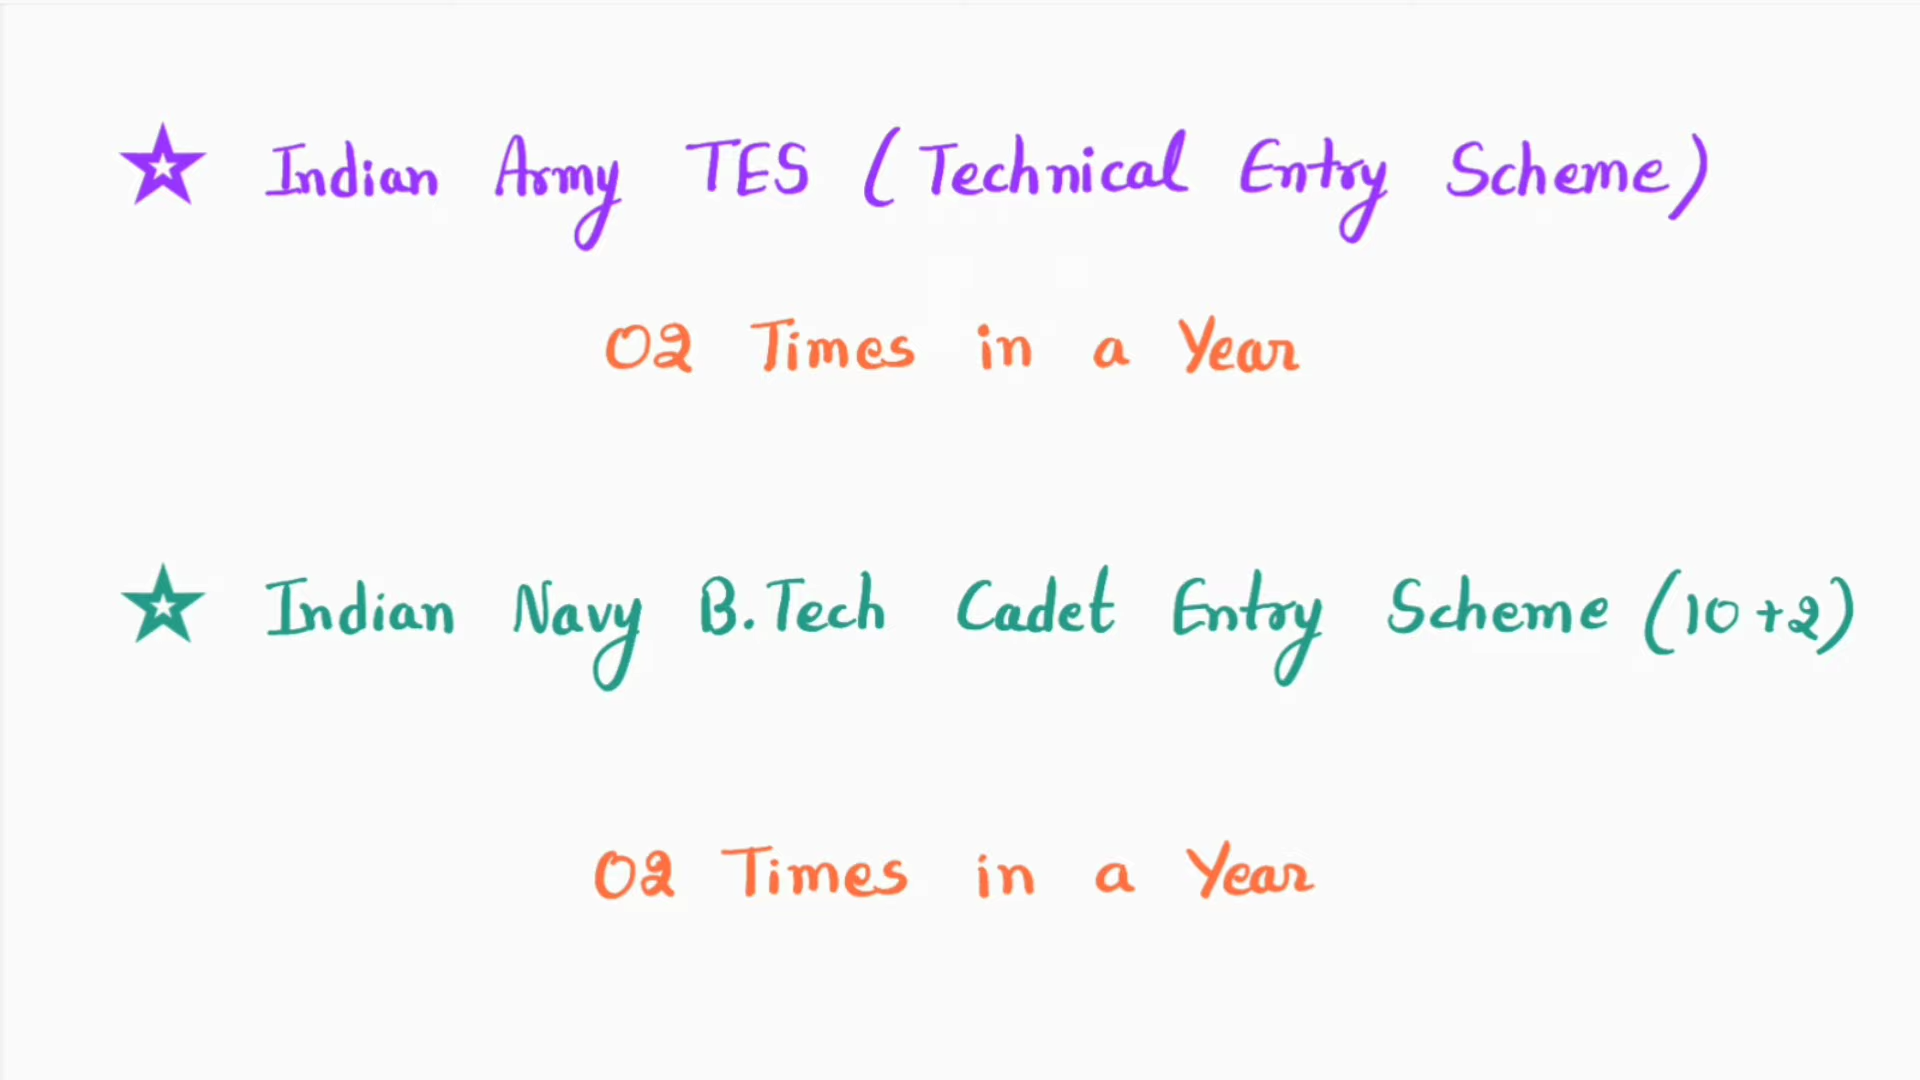 Indian Army TES (Technical Entry Scheme)
02 Times in a Year
Indian Navy B.Tech Cadet Entry Scheme (10+2)
02 Times in a Year